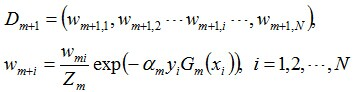 D_{m+1} = (w_{m+1,1}, w_{m+1,2} ⋯ w_{m+1,i} ⋯ w_{m+1,N}),
w_{m+i} = \frac{w_{mi}}{Z_m} exp(−α_m y_i G_m(x_i)), i = 1,2,⋯,N